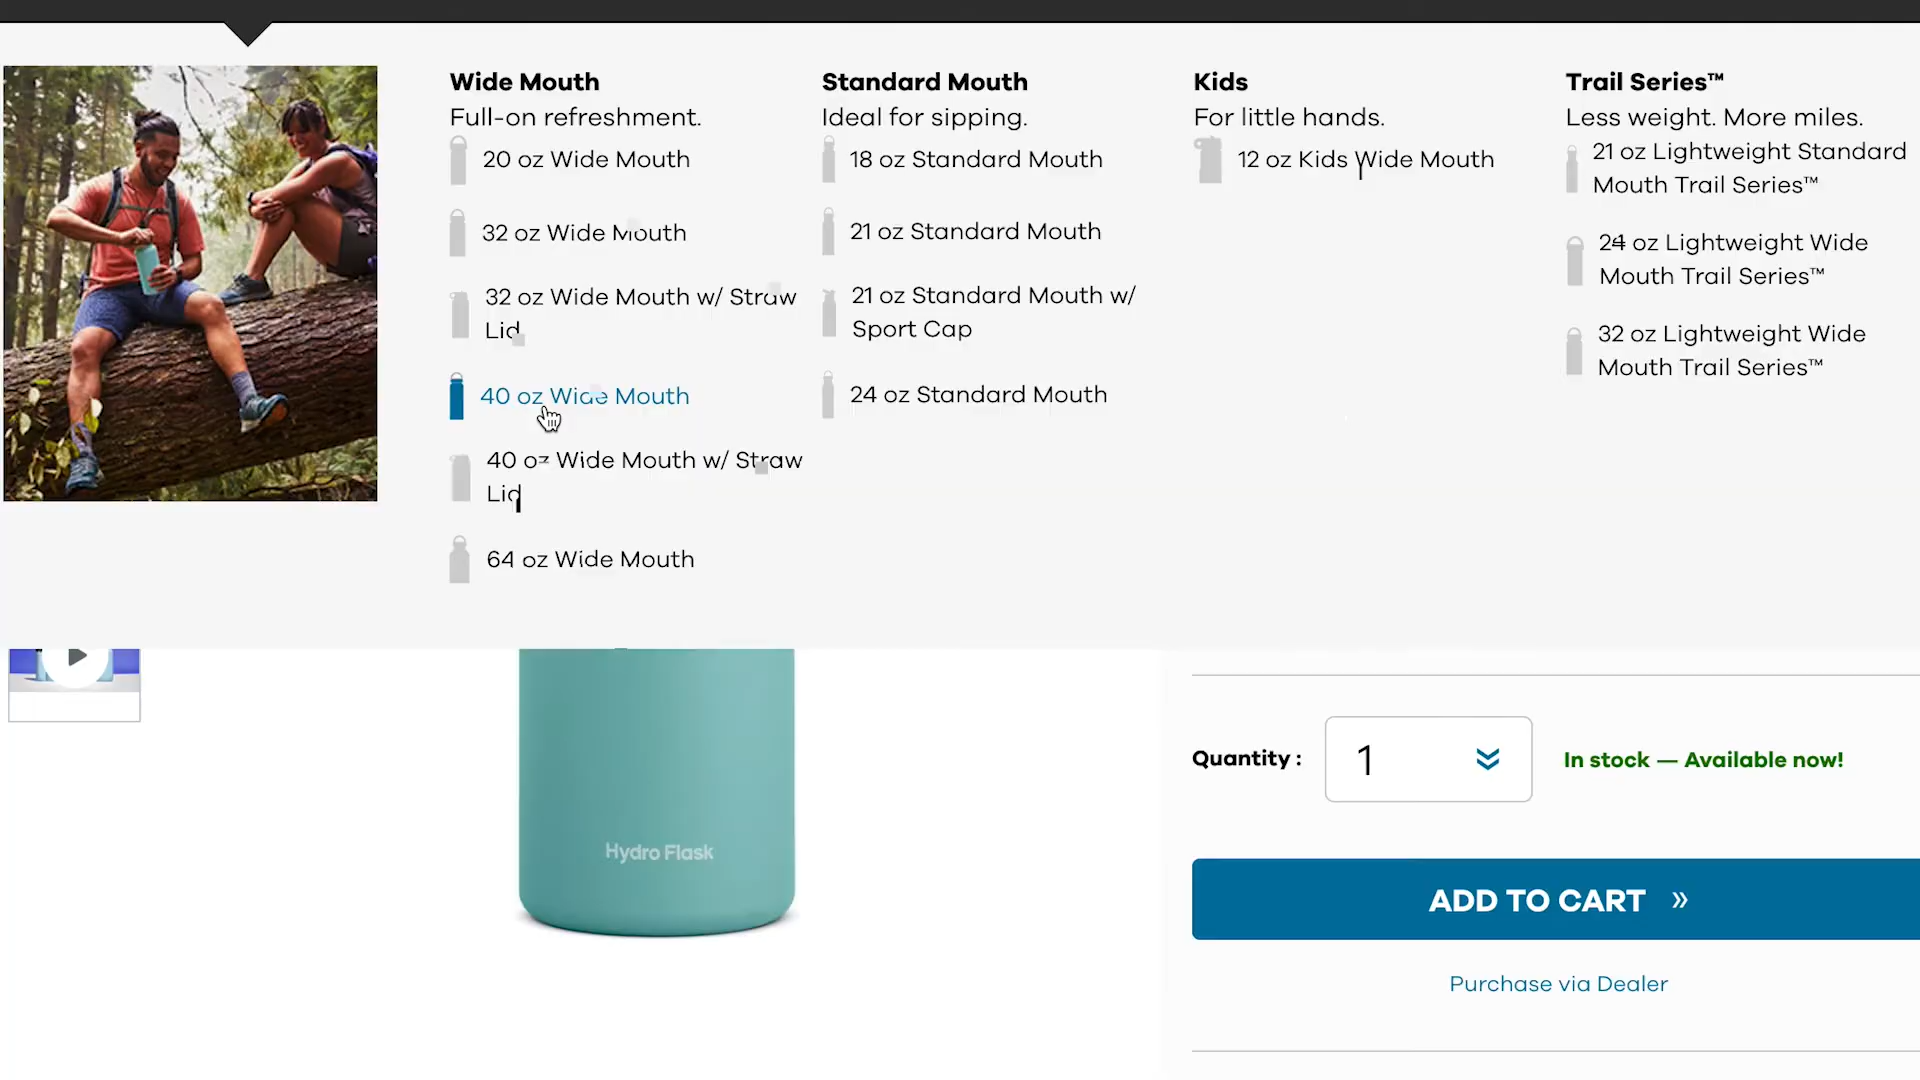 Wide Mouth
Full-on refreshment.
20 oz Wide Mouth
32 oz Wide Mouth
32 oz Wide Mouth w/ Straw
Lid
40 oz Wide Mouth
40 oz Wide Mouth w/ Straw
Lid
64 oz Wide Mouth
Standard Mouth
Ideal for sipping.
18 oz Standard Mouth
21 oz Standard Mouth
21 oz Standard Mouth w/
Sport Cap
24 oz Standard Mouth
Kids
For little hands.
12 oz Kids Wide Mouth
Trail Series™
Less weight. More miles.
21 oz Lightweight Standard
Mouth Trail Series™
24 oz Lightweight Wide
Mouth Trail Series™
32 oz Lightweight Wide
Mouth Trail Series™
Hydro Flask
Quantity :
1
In stock — Available now!
ADD TO CART »
Purchase via Dealer